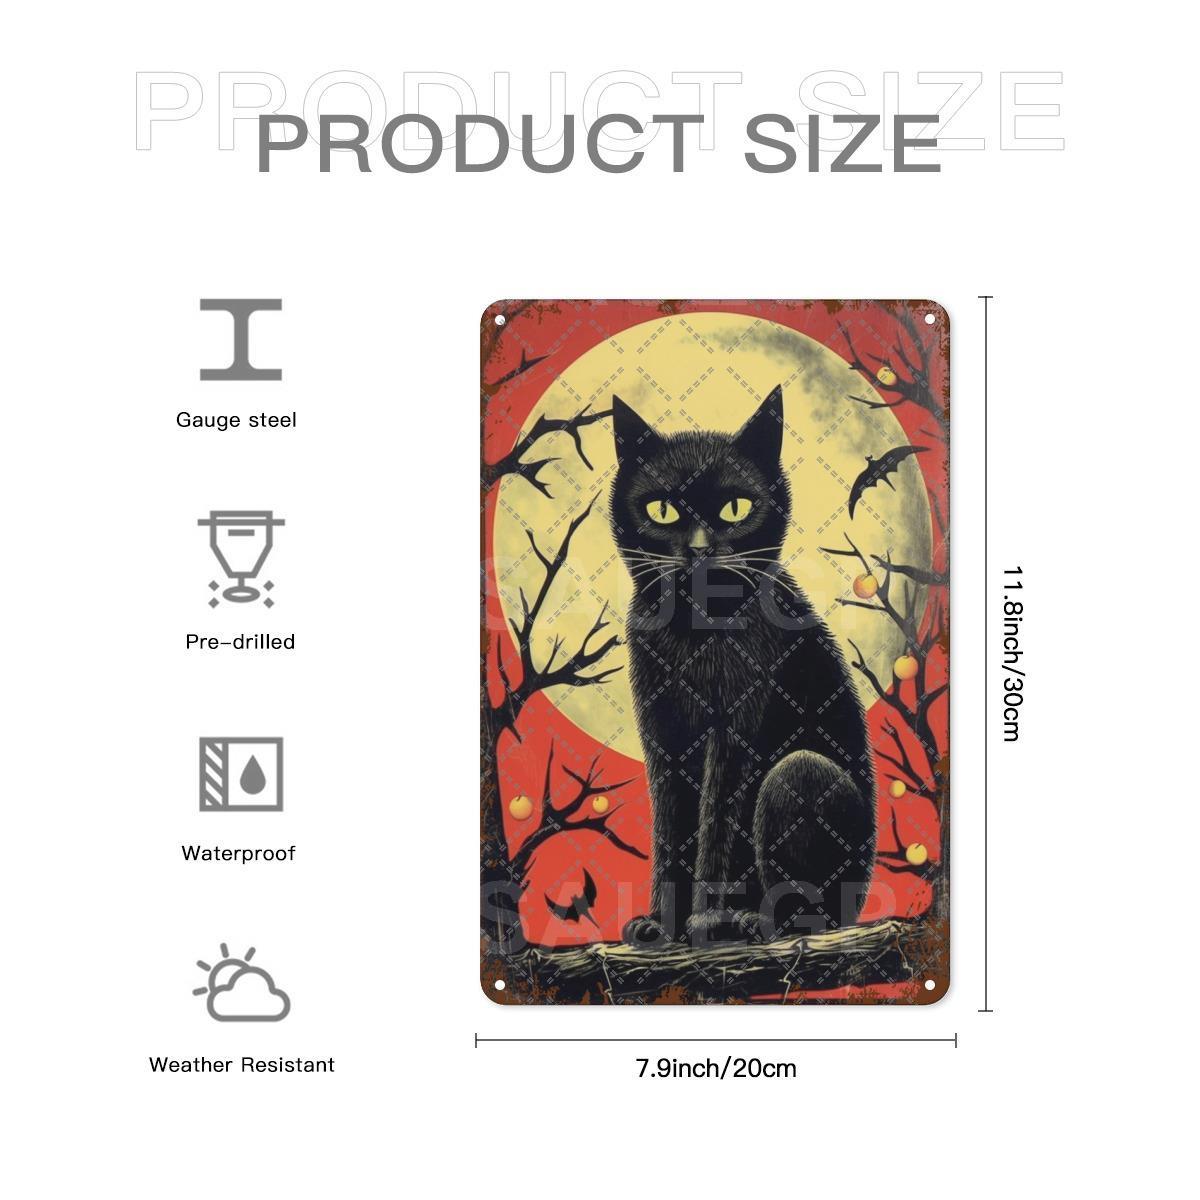 PRODUCT SIZE
PRODUCT SIZE
Gauge steel
Pre-drilled
Waterproof
Weather Resistant
SAUEGP
SAUEGP
11.8inch/30cm
7.9inch/20cm